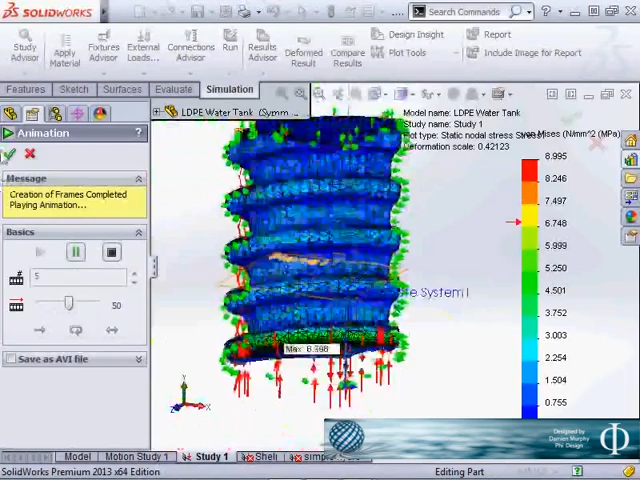 SOLIDWORKS
Search Commands
Study Advisor
Apply Material
Fixtures Advisor
External Loads...
Connections Advisor
Run
Results Advisor
Deformed Result
Compare Results
Design Insight
Plot Tools
Report
Include Image for Report
Features Sketch Surfaces Evaluate Simulation
LDPE Water Tank (Symm...
Model name: LDPE Water Tank
Study name: Study 1
Plot type: Static nodal stress Stress1
Deformation scale: 0.42123
von Mises (N/mm^2 (MPa)
Animation
?
Message
Creation of Frames Completed
Playing Animation...
Basics
5
50
Save as AVI file
8.995
8.246
7.497
6.748
5.999
5.250
4.501
3.752
3.003
2.254
1.504
0.755
System1
Max:
Y
X
Z
Designed by
Damien Murphy
Phi Design
Model Motion Study 1 Study 1
SolidWorks Premium 2013 x64 Edition
Editing Part